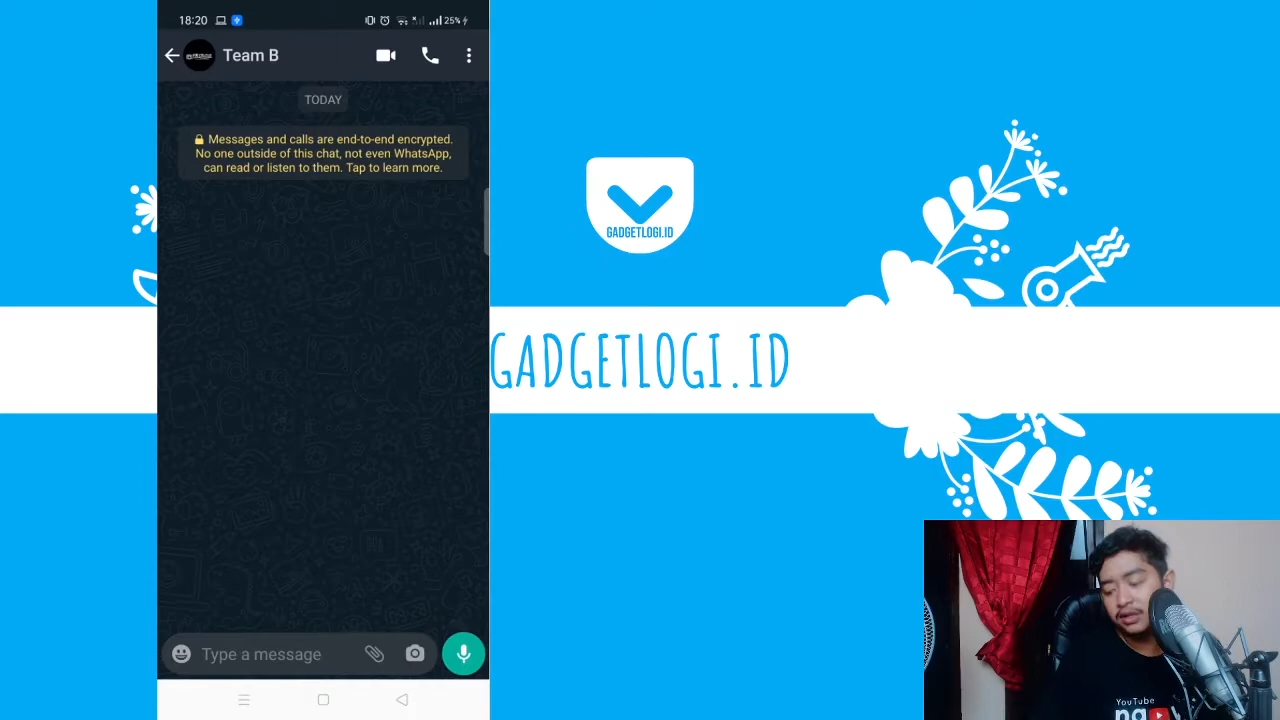 18:20
25%
Team B
TODAY
Messages and calls are end-to-end encrypted.
No one outside of this chat, not even WhatsApp,
can read or listen to them. Tap to learn more.
Type a message
GADGETLOGI.ID
GADGETLOGI.ID
YouTube